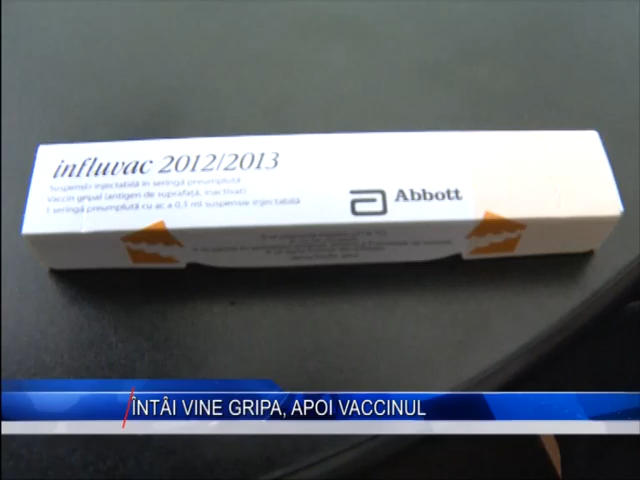 influvac 2012/2013
Suspensie injectabilă în seringă preumplută
Vaccin gripal (antigen de suprafață, inactivat)
1 seringă preumplută cu ac a 0,5 ml suspensie injectabilă
Abbott
ÎNTÂI VINE GRIPA, APOI VACCINUL